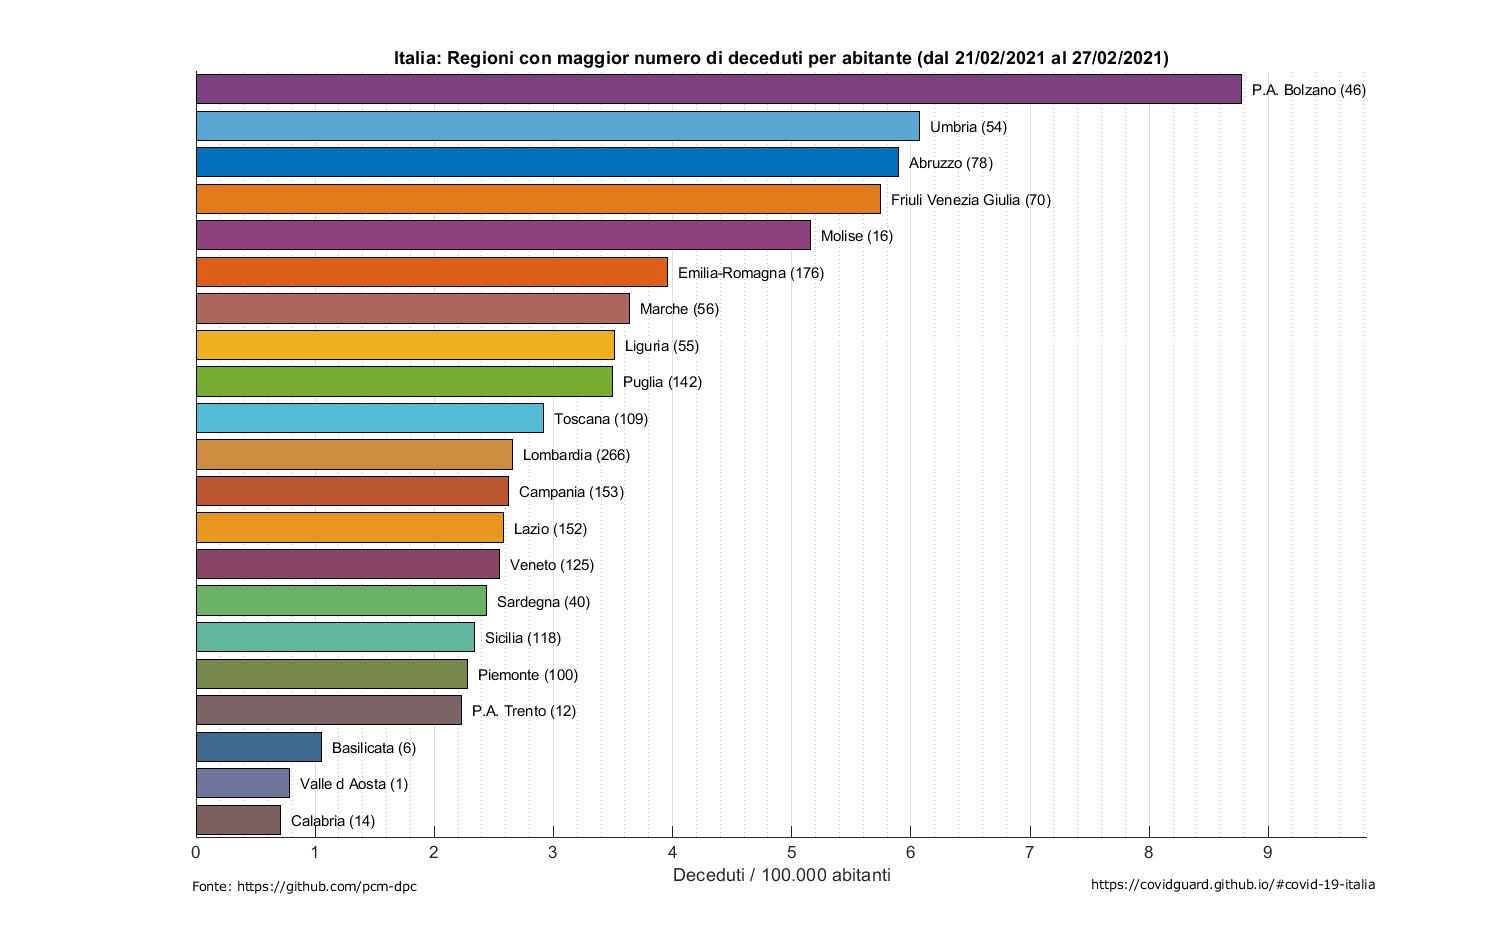 Italia: Regioni con maggior numero di deceduti per abitante (dal 21/02/2021 al 27/02/2021)
P.A. Bolzano (46)
Umbria (54)
Abruzzo (78)
Friuli Venezia Giulia (70)
Molise (16)
Emilia-Romagna (176)
Marche (56)
Liguria (55)
Puglia (142)
Toscana (109)
Lombardia (266)
Campania (153)
Lazio (152)
Veneto (125)
Sardegna (40)
Sicilia (118)
Piemonte (100)
P.A. Trento (12)
Basilicata (6)
Valle d Aosta (1)
Calabria (14)
0 1 2 3 4 5 6 7 8 9
Deceduti / 100.000 abitanti
Fonte: https://github.com/pcm-dpc
https://covidguard.github.io/#covid-19-italia